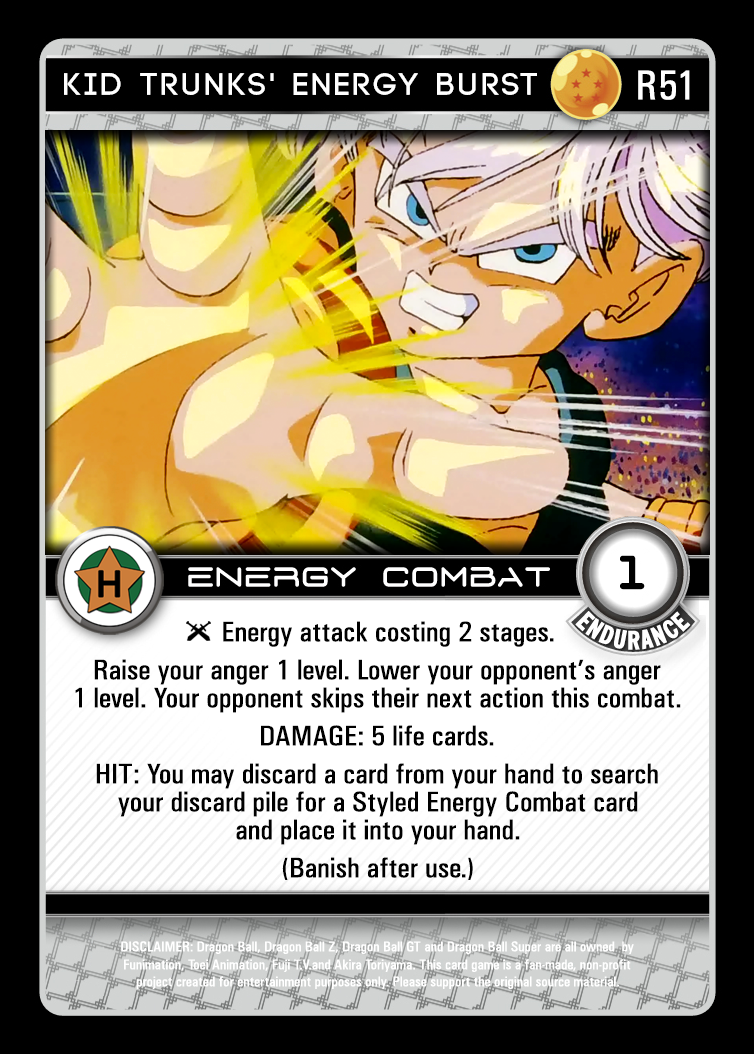 KID TRUNKS' ENERGY BURST R51
H ENERGY COMBAT 1
ENDURANCE
Energy attack costing 2 stages.
Raise your anger 1 level. Lower your opponent's anger
1 level. Your opponent skips their next action this combat.
DAMAGE: 5 life cards.
HIT: You may discard a card from your hand to search
your discard pile for a Styled Energy Combat card
and place it into your hand.
(Banish after use.)
DISCLAIMER: Dragon Ball, Dragon Ball Z, Dragon Ball GT and Dragon Ball Super are all owned by
Funimation, Toei Animation, Fuji T.V.and Akira Toriyama. This card game is a fan-made, non-profit
project created for entertainment purposes only. Please support the original source material.